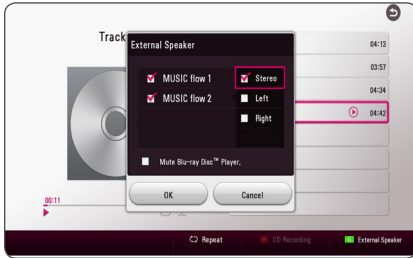 Track
External Speaker
MUSIC flow 1
Stereo
MUSIC flow 2
Left
Right
Mute Blu-ray Disc™ Player.
OK
Cancel
04:13
03:57
04:34
04:42
00:11
Repeat
CD Recording
External Speaker